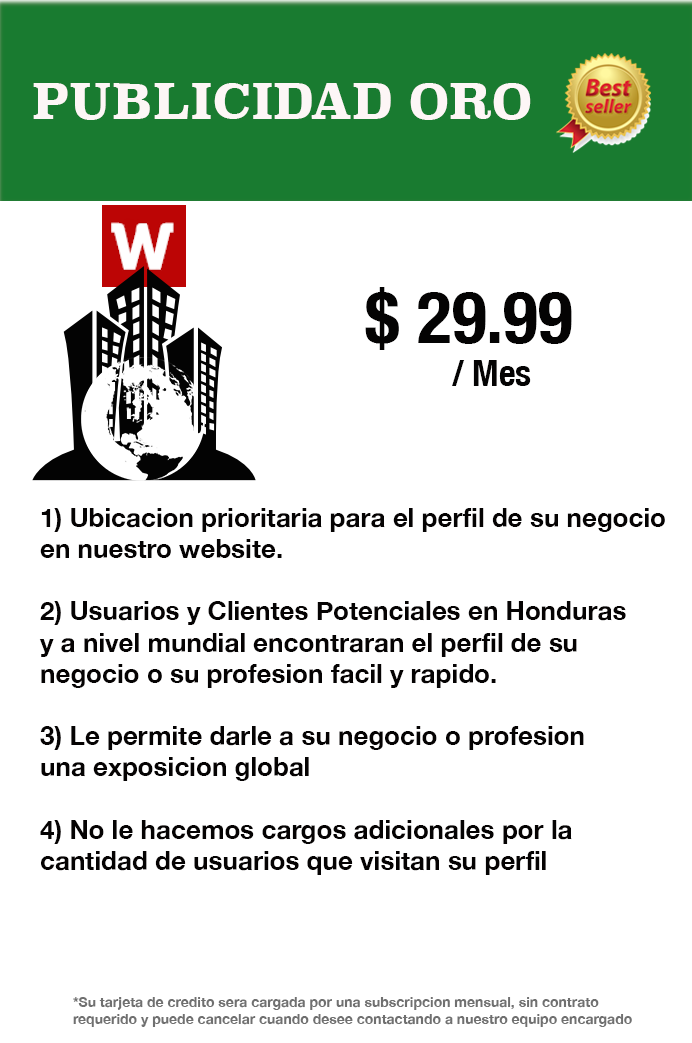 PUBLICIDAD ORO
Best
seller
W
$ 29.99
/ Mes
1) Ubicacion prioritaria para el perfil de su negocio
en nuestro website.
2) Usuarios y Clientes Potenciales en Honduras
y a nivel mundial encontraran el perfil de su
negocio o su profesion facil y rapido.
3) Le permite darle a su negocio o profesion
una exposicion global
4) No le hacemos cargos adicionales por la
cantidad de usuarios que visitan su perfil
*Su tarjeta de credito sera cargada por una subscripcion mensual, sin contrato
requerido y puede cancelar cuando desee contactando a nuestro equipo encargado